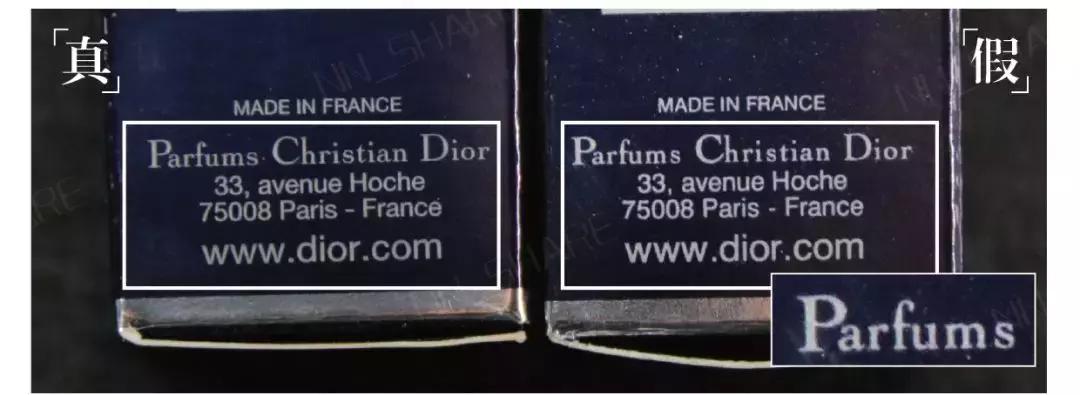 「真」
MADE IN FRANCE
Parfums Christian Dior
33, avenue Hoche
75008 Paris - France
www.dior.com
「假」
MADE IN FRANCE
Parfums Christian Dior
33, avenue Hoche
75008 Paris - France
www.dior.com
Parfums
NN_SHARE